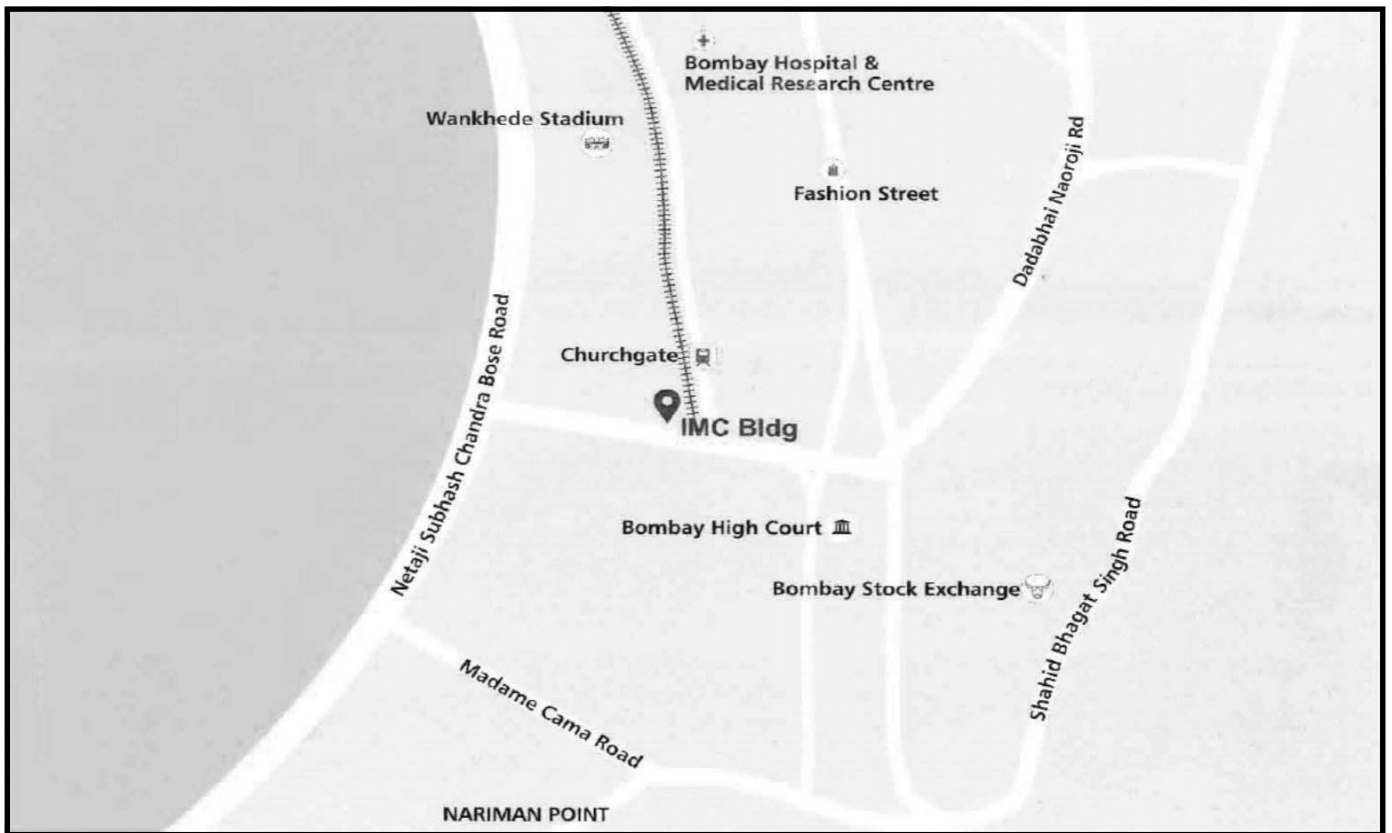 Bombay Hospital &
Medical Research Centre
Wankhede Stadium
Fashion Street
Dadabhai Naoroji Rd
Netaji Subhash Chandra Bose Road
Churchgate
IMC Bldg
Bombay High Court
Bombay Stock Exchange
Shahid Bhagat Singh Road
Madame Cama Road
NARIMAN POINT